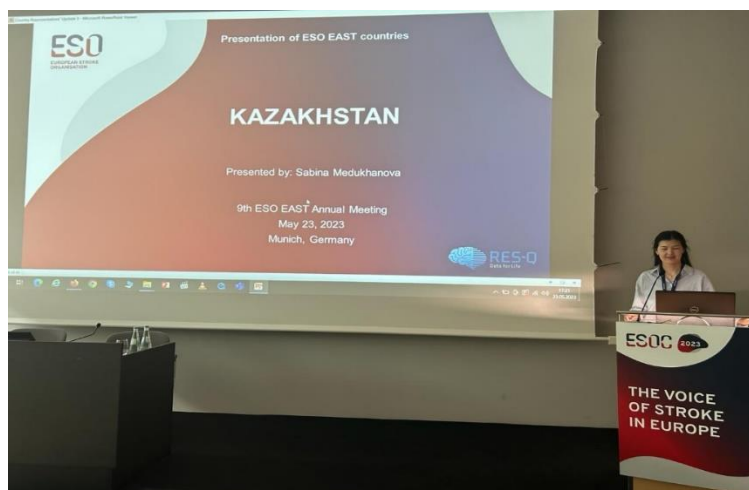 ESO
EUROPEAN STROKE
ORGANISATION
Presentation of ESO EAST countries
KAZAKHSTAN
Presented by: Sabina Medukhanova
9th ESO EAST Annual Meeting
May 23, 2023
Munich, Germany
RES-Q
Data for Life
ESOC 2023
THE VOICE
OF STROKE
IN EUROPE